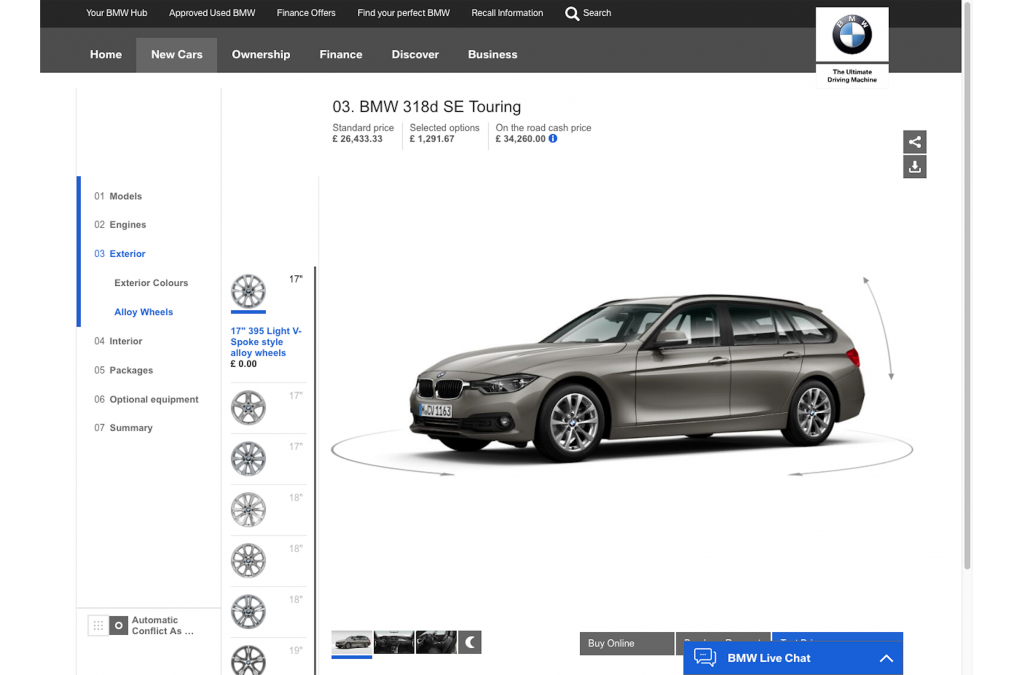 Your BMW Hub
Approved Used BMW
Finance Offers
Find your perfect BMW
Recall Information
Search
Home
New Cars
Ownership
Finance
Discover
Business
BMW
The Ultimate
Driving Machine
03. BMW 318d SE Touring
Standard price
£ 26,433.33
Selected options
£ 1,291.67
On the road cash price
£ 34,260.00
01 Models
02 Engines
03 Exterior
Exterior Colours
Alloy Wheels
04 Interior
05 Packages
06 Optional equipment
07 Summary
17"
17" 395 Light V-
Spoke style
alloy wheels
£ 0.00
17"
17"
18"
18"
18"
19"
M CV 1163
Automatic
Conflict As ...
Buy Online
BMW Live Chat